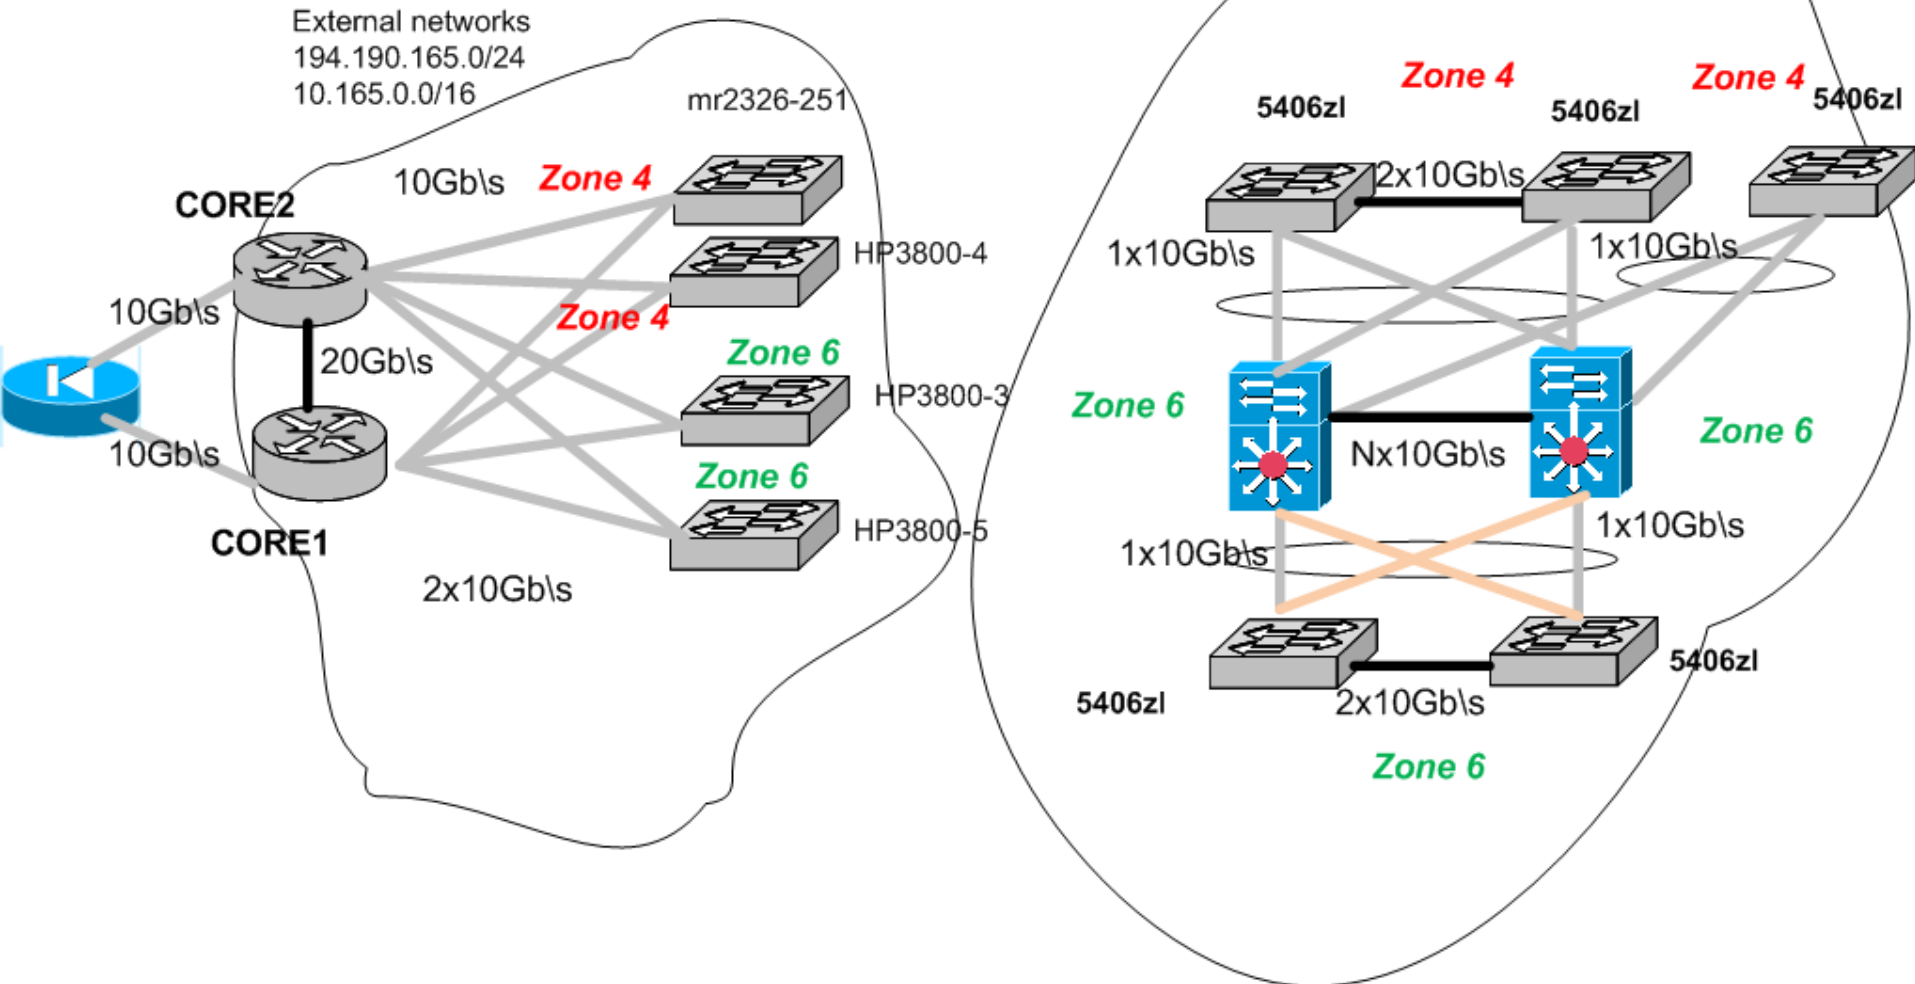 External networks
194.190.165.0/24
10.165.0.0/16
mr2326-251
10Gb\s
Zone 4
CORE2
HP3800-4
10Gb\s
Zone 4
20Gb\s
Zone 6
HP3800-3
10Gb\s
Zone 6
CORE1
HP3800-5
2x10Gb\s
Zone 4
Zone 4
5406zl
5406zl
5406zl
2x10Gb\s
1x10Gb\s
1x10Gb\s
Zone 6
Zone 6
Nx10Gb\s
1x10Gb\s
1x10Gb\s
5406zl
5406zl
2x10Gb\s
Zone 6